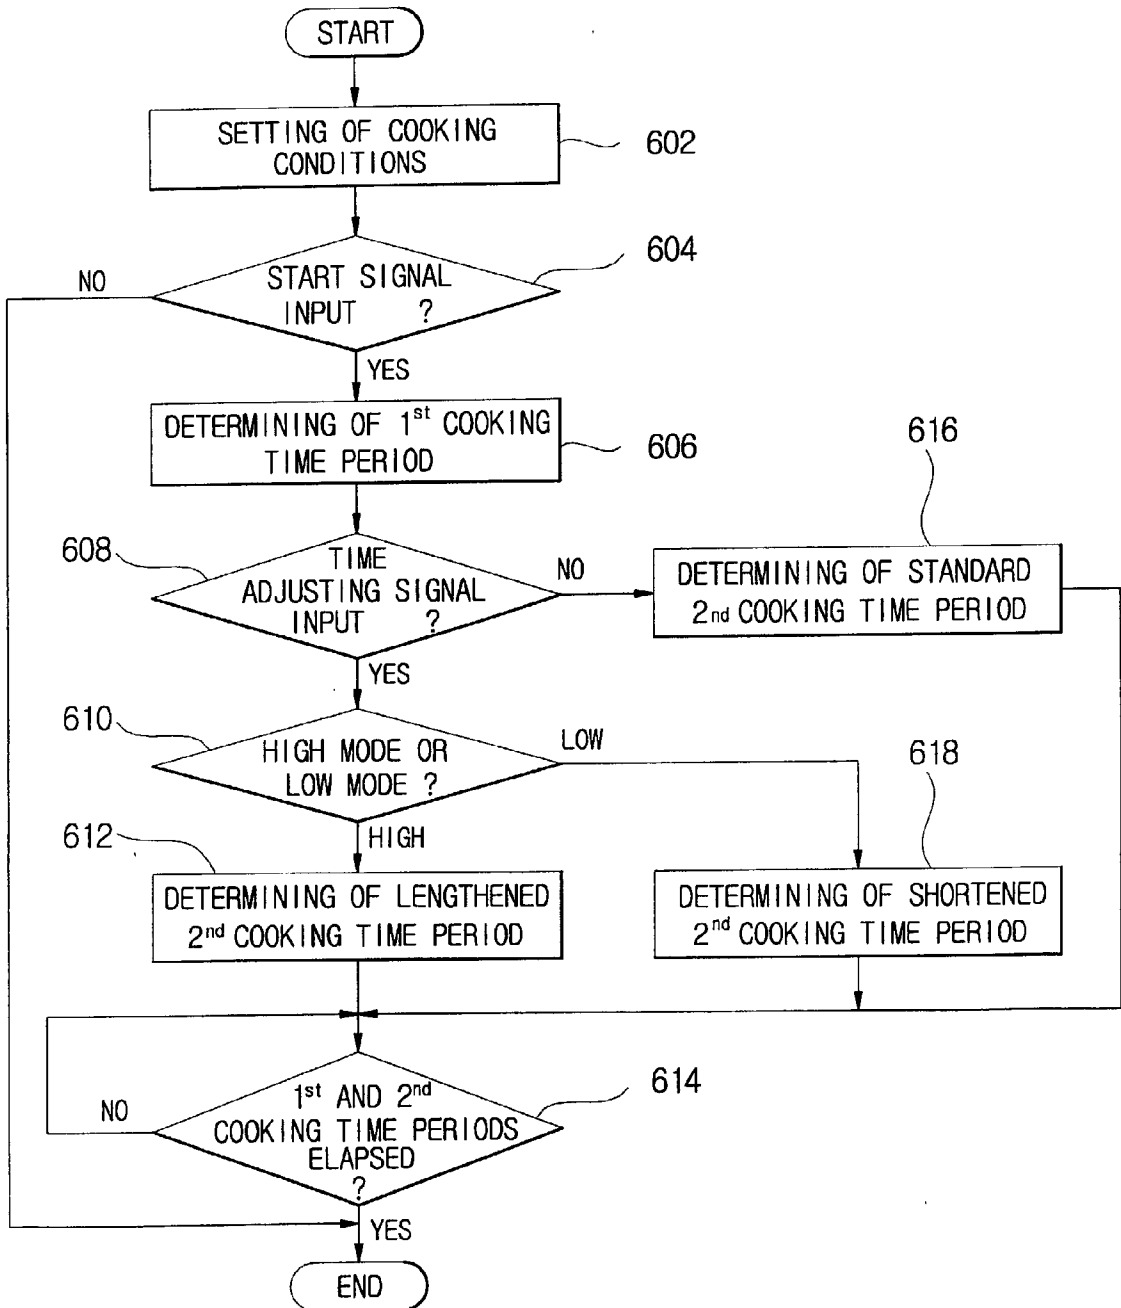 START
SETTING OF COOKING
CONDITIONS
602
604
NO
START SIGNAL
INPUT ?
YES
DETERMINING OF 1st COOKING
TIME PERIOD
606
616
608
TIME
ADJUSTING SIGNAL
INPUT ?
NO
DETERMINING OF STANDARD
2nd COOKING TIME PERIOD
YES
610
HIGH MODE OR
LOW MODE ?
LOW
618
612
HIGH
DETERMINING OF LENGTHENED
2nd COOKING TIME PERIOD
DETERMINING OF SHORTENED
2nd COOKING TIME PERIOD
614
1st AND 2nd
COOKING TIME PERIODS
ELAPSED
?
NO
YES
END